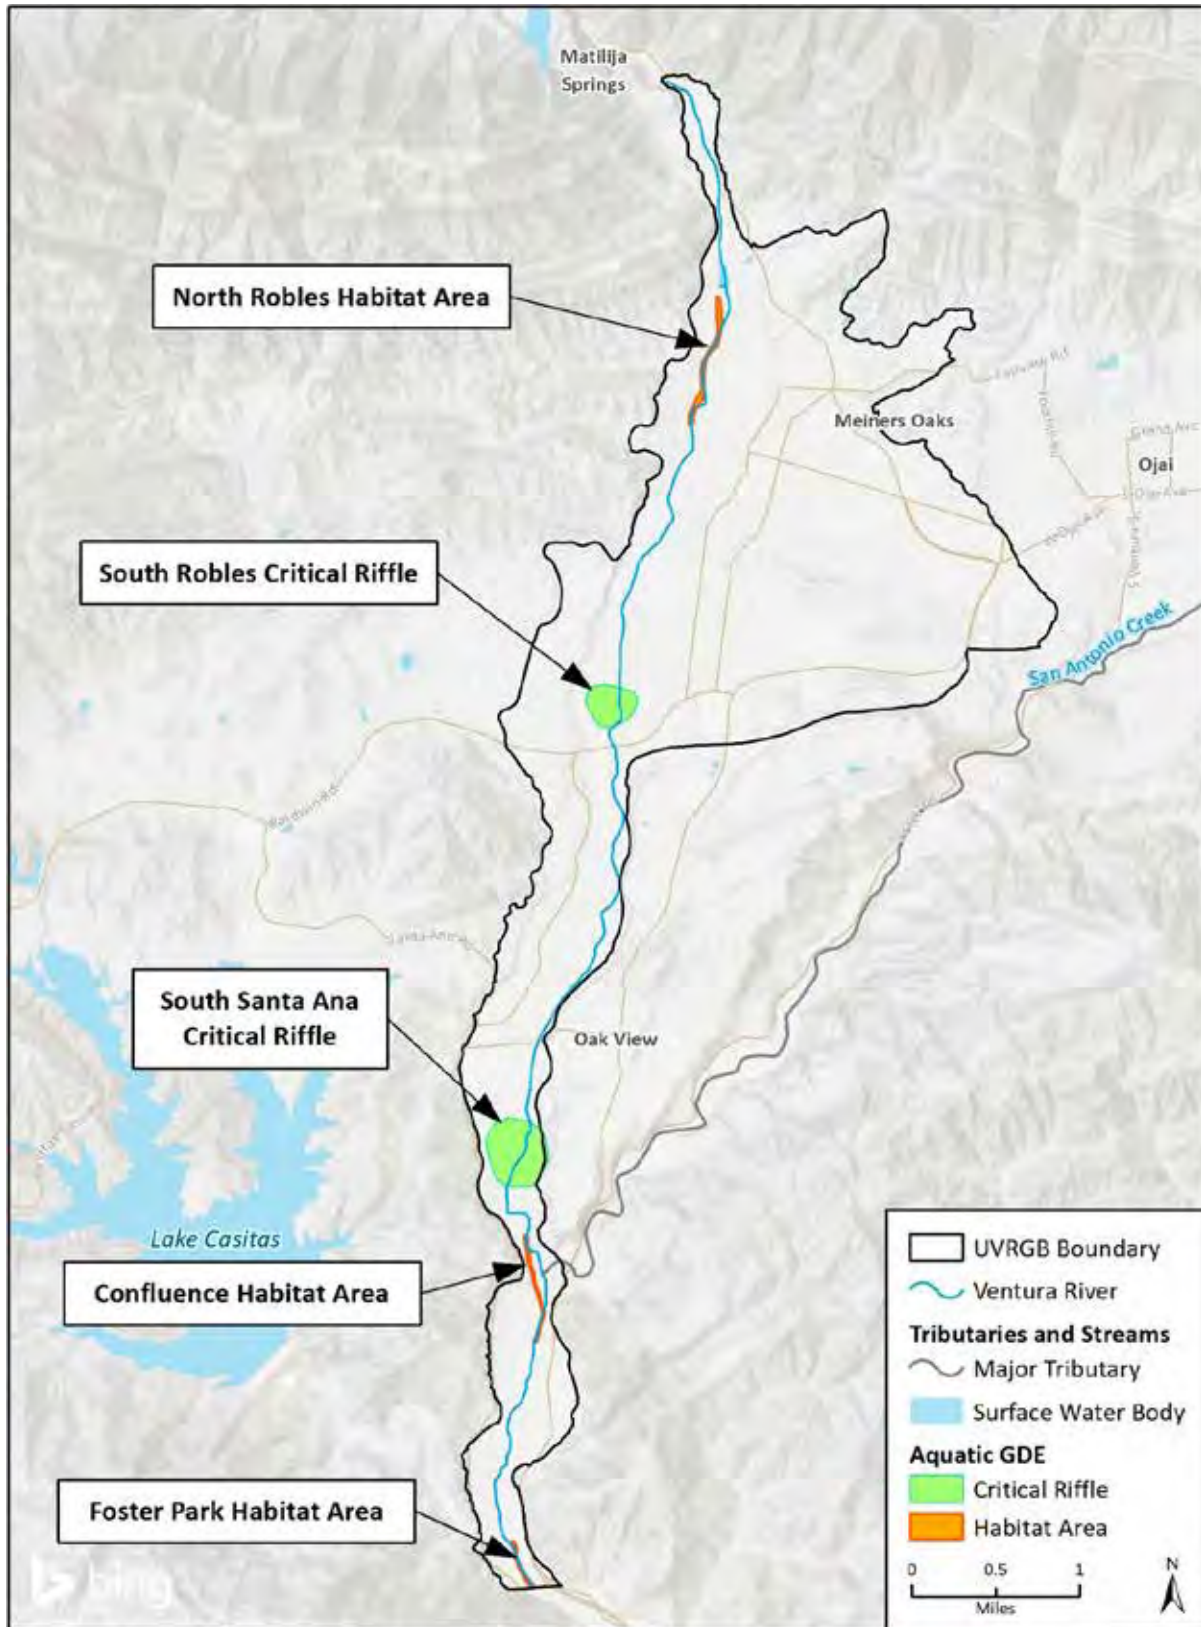 Matilija
Springs
North Robles Habitat Area
Meiners Oaks
Ojai
South Robles Critical Riffle
San Antonio Creek
Baldwin Rd
South Santa Ana
Critical Riffle
Oak View
Lake Casitas
Confluence Habitat Area
Foster Park Habitat Area
bing
UVRGB Boundary
Ventura River
Tributaries and Streams
Major Tributary
Surface Water Body
Aquatic GDE
Critical Riffle
Habitat Area
0 0.5 1
Miles
N